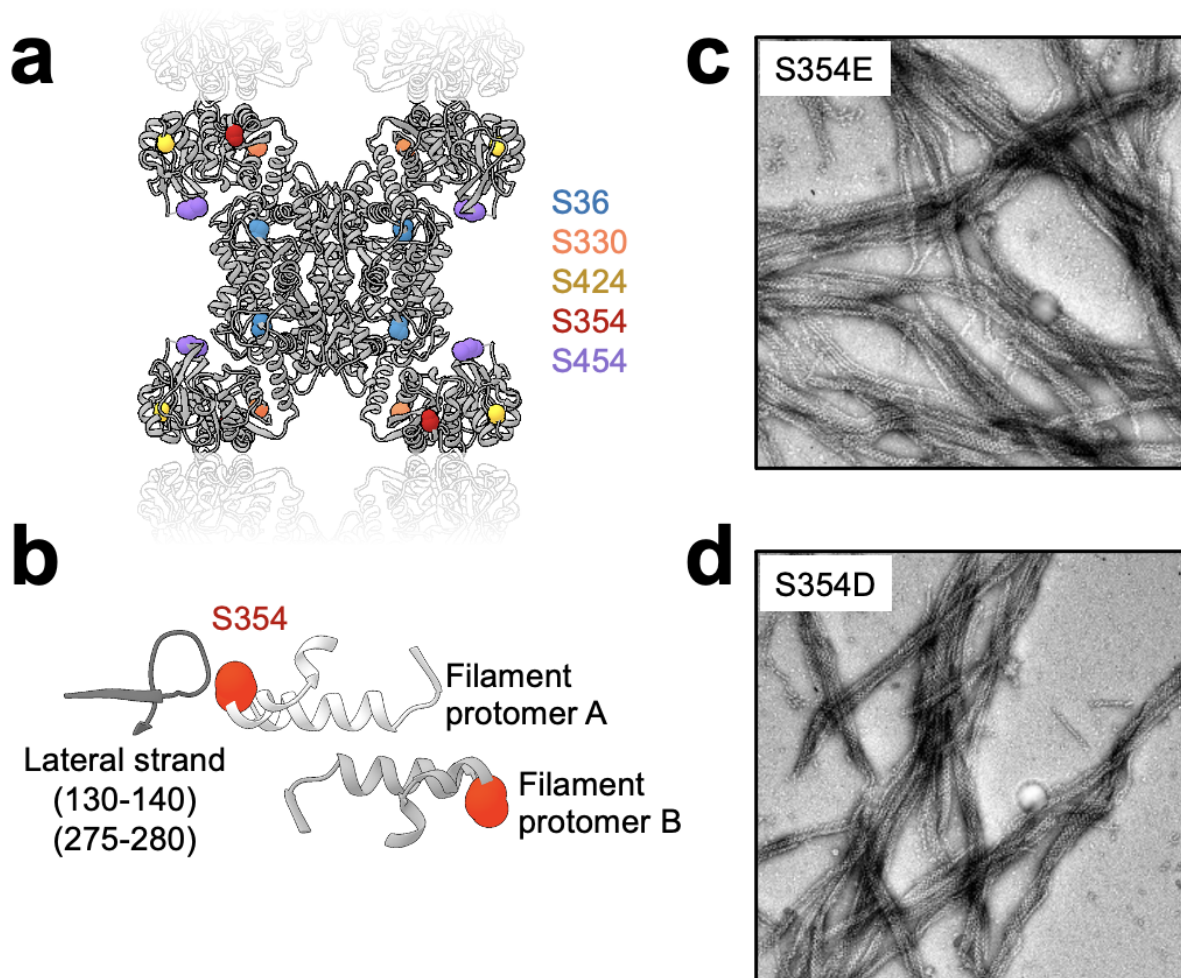 a
S36
S330
S424
S354
S454
b
S354
Filament
protomer A
Lateral strand
(130-140)
(275-280)
Filament
protomer B
c
S354E
d
S354D